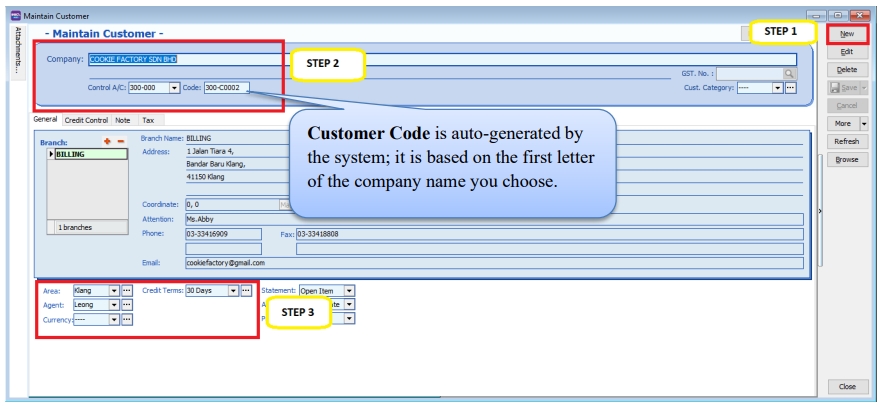 Maintain Customer
Attachments...
- Maintain Customer -
STEP 1
New
Edit
Delete
Save
Cancel
More
Refresh
Browse
Company: COOKIE FACTORY SDN BHD
STEP 2
GST. No. :
Control A/C: 300-000 Code: 300-C0002
Cust. Category: ----
General Credit Control Note Tax
Customer Code is auto-generated by
the system; it is based on the first letter
of the company name you choose.
Branch:
BILLING
1 branches
Branch Name: BILLING
Address: 1 Jalan Tiara 4,
Bandar Baru Klang,
41150 Klang
Coordinate: 0, 0
Attention: Ms.Abby
Phone: 03-33416909 Fax: 03-33418808
Email: cookiefactory@gmail.com
Area: Klang Credit Terms: 30 Days Statement: Open Item
Agent: Leong
Currency: ----
STEP 3
Close